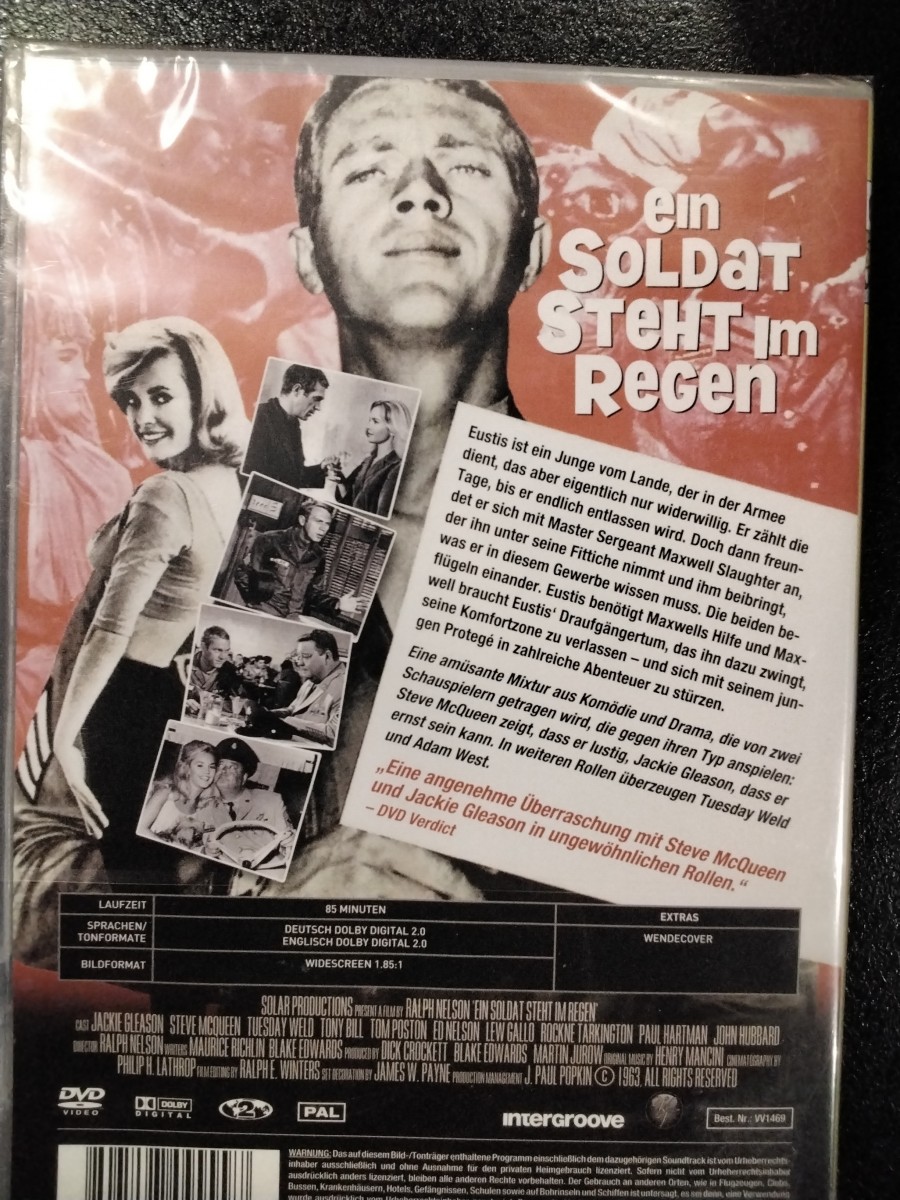 ein
SOLDaT
STeHT im
Regen
Eustis ist ein Junge vom Lande, der in der Armee
dient, das aber eigentlich nur widerwillig. Er zählt die
Tage, bis er endlich entlassen wird. Doch dann freun-
det er sich mit Master Sergeant Maxwell Slaughter an,
der ihn unter seine Fittiche nimmt und ihm beibringt,
was er in diesem Gewerbe wissen muss. Die beiden be-
flügeln einander. Eustis benötigt Maxwells Hilfe und Max-
well braucht Eustis' Draufgängertum, das ihn dazu zwingt,
seine Komfortzone zu verlassen – und sich mit seinem jun-
gen Protegé in zahlreiche Abenteuer zu stürzen.
Eine amüsante Mixtur aus Komödie und Drama, die von zwei
Schauspielern getragen wird, die gegen ihren Typ anspielen:
Steve McQueen zeigt, dass er lustig, Jackie Gleason, dass er
ernst sein kann. In weiteren Rollen überzeugen Tuesday Weld
und Adam West.
„Eine angenehme Überraschung mit Steve McQueen
und Jackie Gleason in ungewöhnlichen Rollen."
– DVD Verdict
LAUFZEIT 85 MINUTEN EXTRAS
SPRACHEN/ DEUTSCH DOLBY DIGITAL 2.0 WENDECOVER
TONFORMATE ENGLISCH DOLBY DIGITAL 2.0
BILDFORMAT WIDESCREEN 1.85:1
SOLAR PRODUCTIONS PRESENT A FILM BY RALPH NELSON 'EIN SOLDAT STEHT IM REGEN'
CAST JACKIE GLEASON STEVE MCQUEEN TUESDAY WELD TONY BILL TOM POSTON ED NELSON LEW GALLO ROCKNE TARKINGTON PAUL HARTMAN JOHN HUBBARD
DIRECTOR RALPH NELSON WRITERS MAURICE RICHLIN BLAKE EDWARDS PRODUCED BY DICK CROCKETT BLAKE EDWARDS MARTIN JUROW ORIGINAL MUSIC BY HENRY MANCINI CINEMATOGRAPHY BY
PHILIP H. LATHROP FILM EDITING BY RALPH E. WINTERS SET DECORATION BY JAMES W. PAYNE PRODUCTION MANAGEMENT J. PAUL POPKIN © 1963. ALL RIGHTS RESERVED
DVD VIDEO DOLBY DIGITAL 2 PAL intergroove Best. Nr.: VV1469
WARNUNG: Das auf diesem Bild-/Tonträger enthaltene Programm einschließlich dem dazugehörigen Soundtrack ist vom Urheberrechts-
inhaber ausschließlich und ohne Ausnahme für den privaten Heimgebrauch lizenziert. Sofern nicht vom Urheberrechtsinhaber
ausdrücklich anders lizenziert, bleiben alle anderen Rechte vorbehalten. Der Gebrauch an anderen Orten, wie in Flugzeugen, Clubs,
Bussen, Krankenhäusern, Hotels, Gefängnissen, Schulen sowie auf Bohrinseln und Schiffen ist untersagt, es sei denn, eine Verwendung